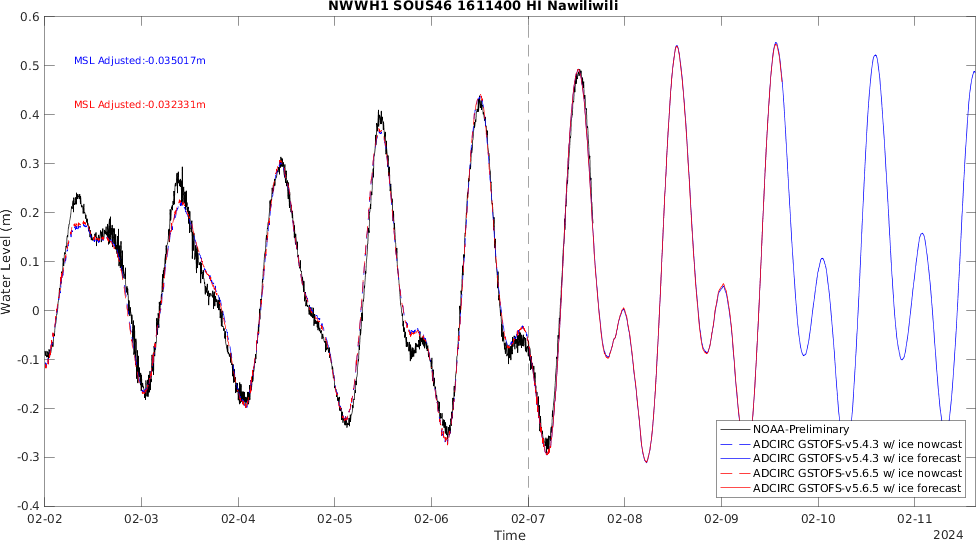 NWWH1 SOUS46 1611400 HI Nawiliwili
0.6
0.5
0.4
0.3
0.2
0.1
0
-0.1
-0.2
-0.3
-0.4
Water Level (m)
MSL Adjusted:-0.035017m
MSL Adjusted:-0.032331m
NOAA-Preliminary
ADCIRC GSTOFS-v5.4.3 w/ ice nowcast
ADCIRC GSTOFS-v5.4.3 w/ ice forecast
ADCIRC GSTOFS-v5.6.5 w/ ice nowcast
ADCIRC GSTOFS-v5.6.5 w/ ice forecast
02-02 02-03 02-04 02-05 02-06 02-07 02-08 02-09 02-10 02-11
Time
2024